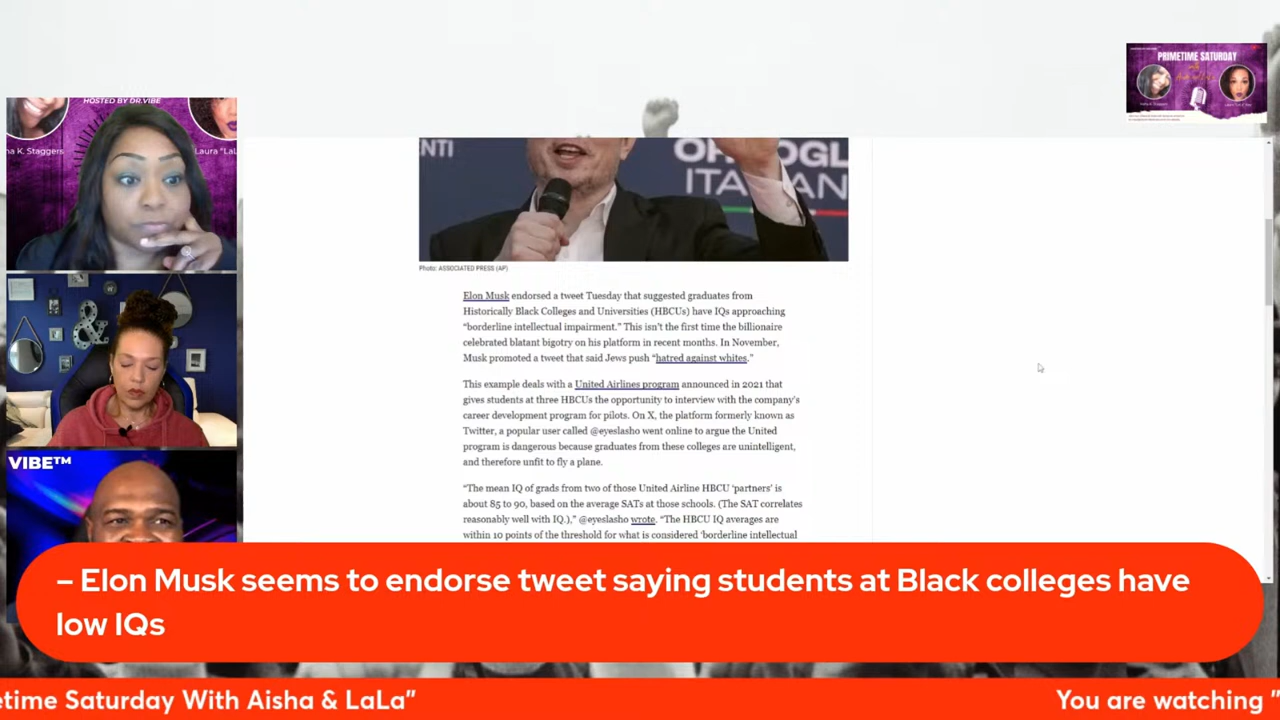 PRIMETIME SATURDAY
with
HOSTED BY DR.VIBE
na K. Staggers
Laura "LaL
VIBE™
ENTI
OROGL
ITALIAN
Photo: ASSOCIATED PRESS (AP)
Elon Musk endorsed a tweet Tuesday that suggested graduates from
Historically Black Colleges and Universities (HBCUs) have IQs approaching
“borderline intellectual impairment.” This isn’t the first time the billionaire
celebrated blatant bigotry on his platform in recent months. In November,
Musk promoted a tweet that said Jews push “hatred against whites.”
This example deals with a United Airlines program announced in 2021 that
gives students at three HBCUs the opportunity to interview with the company’s
career development program for pilots. On X, the platform formerly known as
Twitter, a popular user called @eyeslasho went online to argue the United
program is dangerous because graduates from these colleges are unintelligent,
and therefore unfit to fly a plane.
“The mean IQ of grads from two of those United Airline HBCU ‘partners’ is
about 85 to 90, based on the average SATs at those schools. (The SAT correlates
reasonably well with IQ.),” @eyeslasho wrote. “The HBCU IQ averages are
within 10 points of the threshold for what is considered ‘borderline intellectual
– Elon Musk seems to endorse tweet saying students at Black colleges have
low IQs
etime Saturday With Aisha & LaLa”
You are watching "